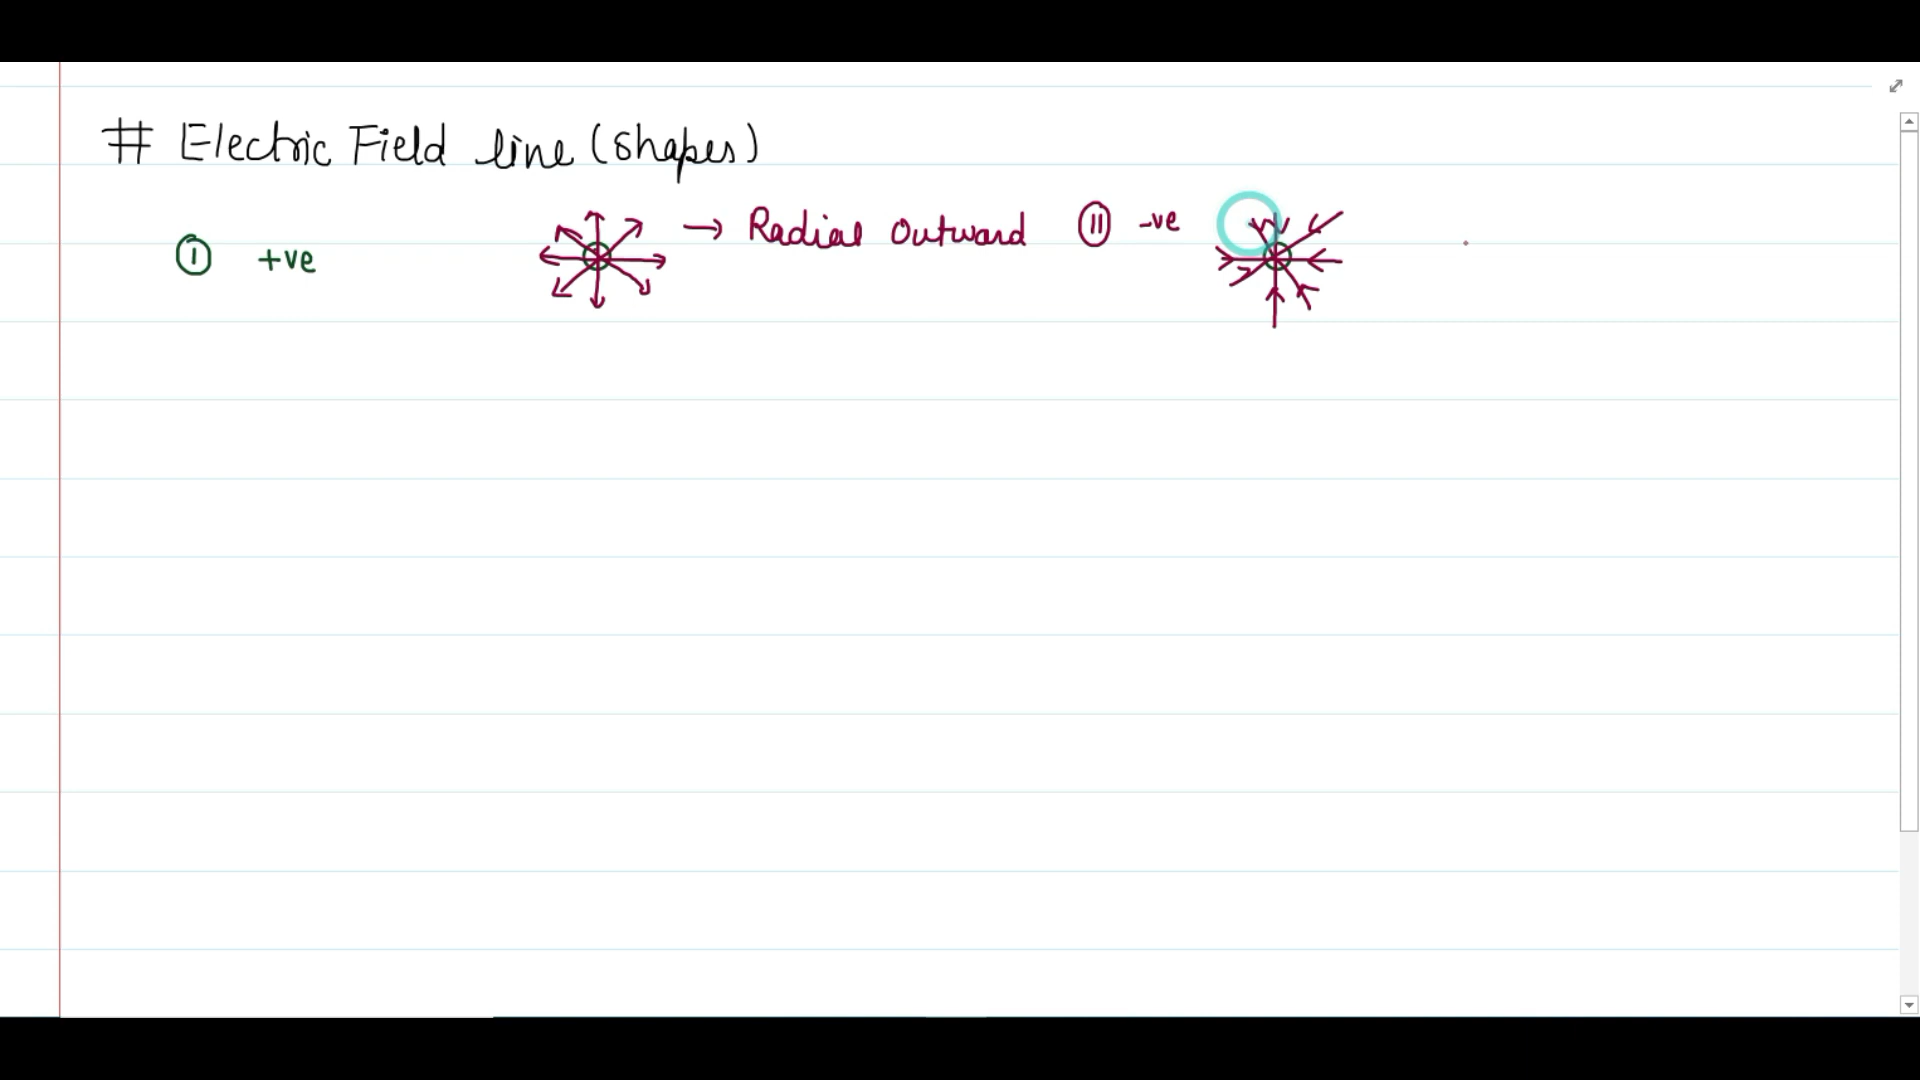 # Electric Field line (shapes)
① +ve → Radial Outward ⑪ -ve